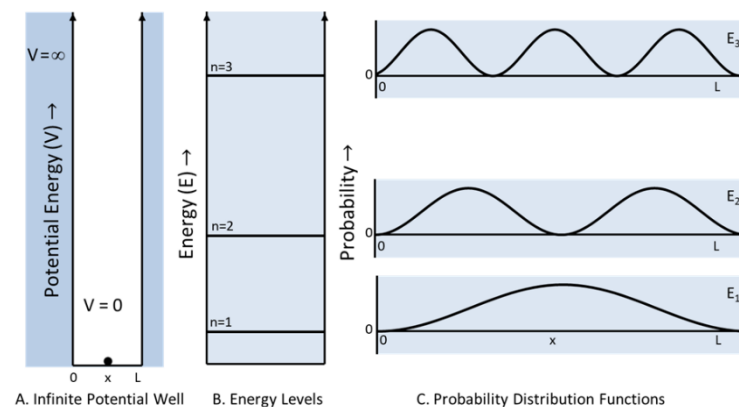 V=∞
Potential Energy (V) →
V = 0
0 x L
A. Infinite Potential Well
Energy (E) →
n=3
n=2
n=1
B. Energy Levels
Probability →
E₃
0
0 L
E₂
0
0 L
E₁
0
0 x L
C. Probability Distribution Functions